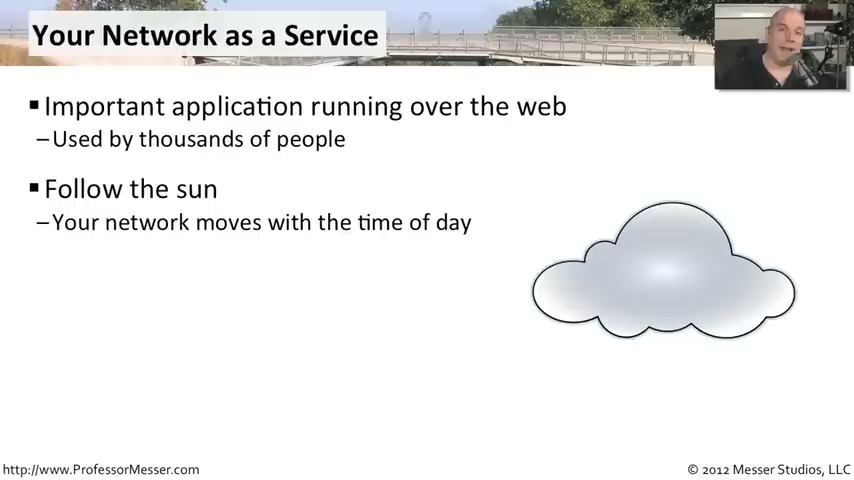 Your Network as a Service
▪Important application running over the web
–Used by thousands of people
▪Follow the sun
–Your network moves with the time of day
http://www.ProfessorMesser.com
© 2012 Messer Studios, LLC